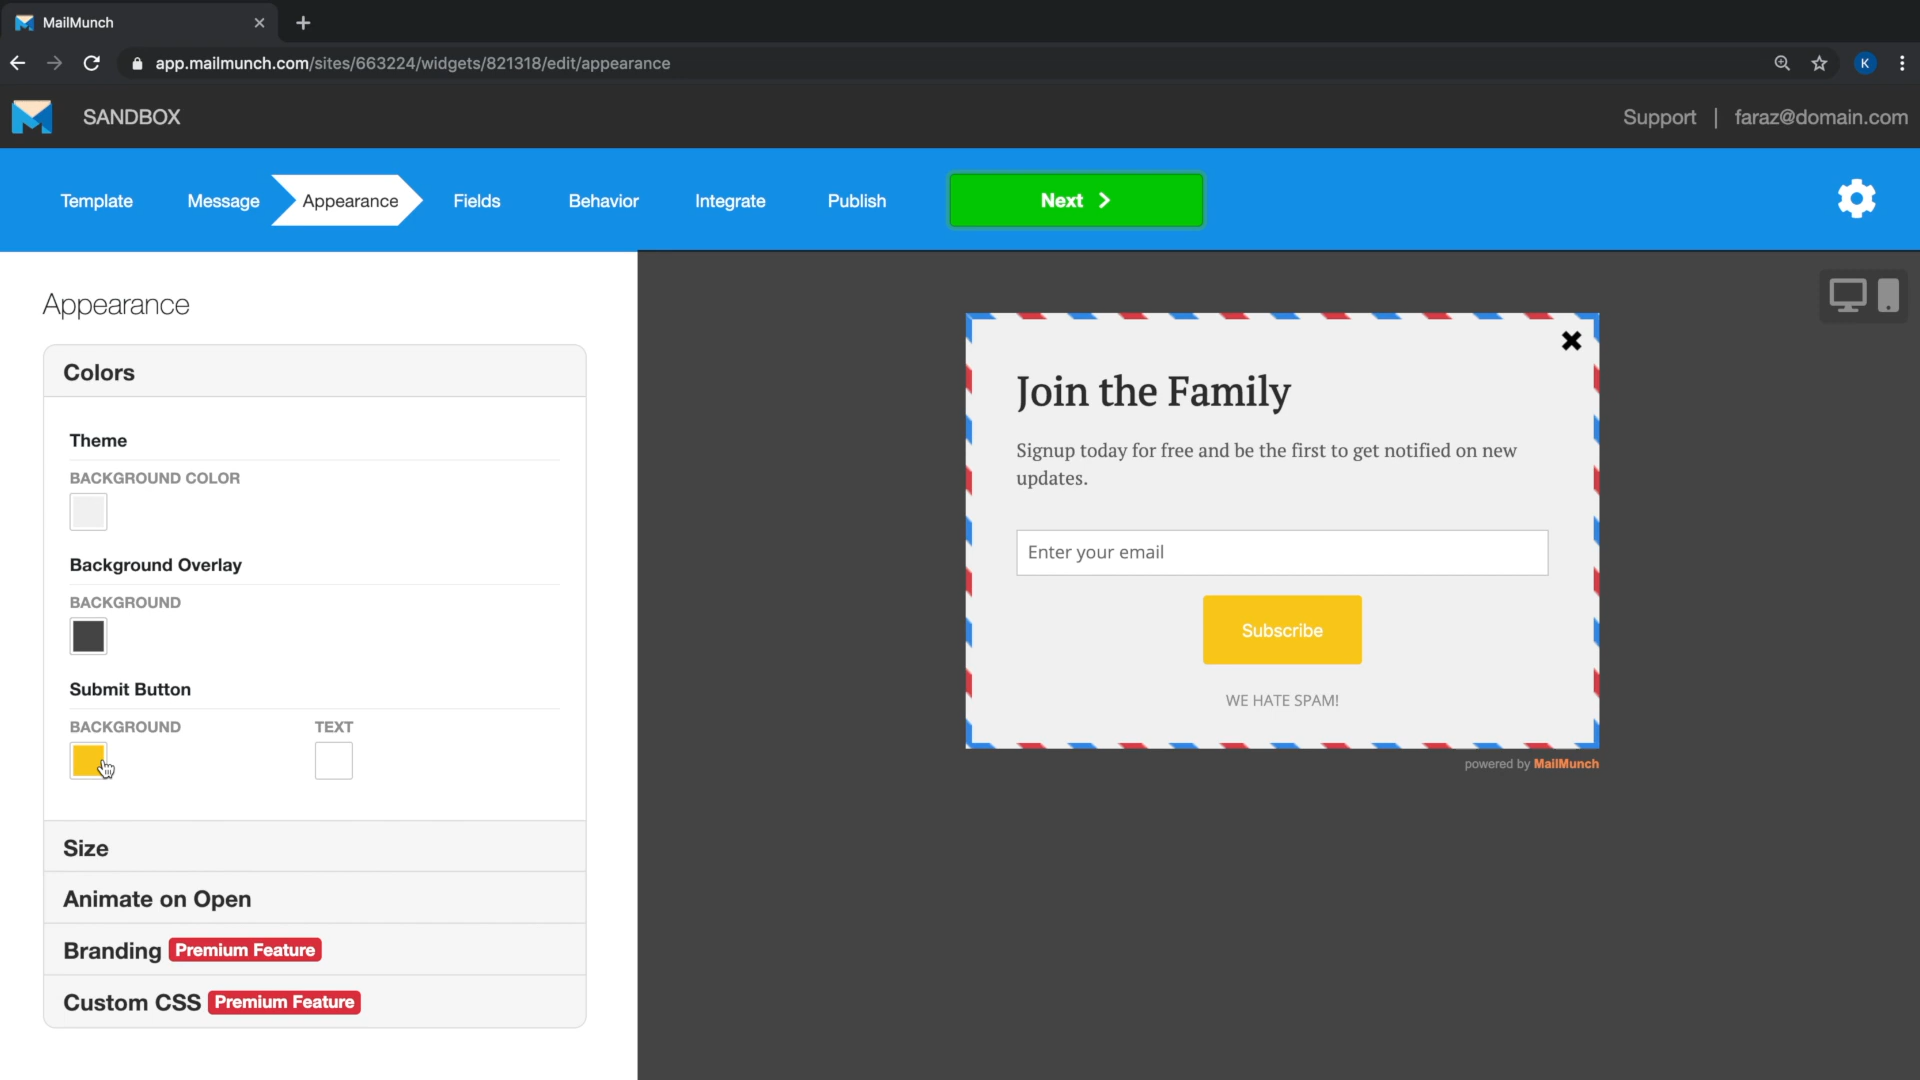 MailMunch
app.mailmunch.com/sites/663224/widgets/821318/edit/appearance
K
SANDBOX
Support | faraz@domain.com
Template
Message
Appearance
Fields
Behavior
Integrate
Publish
Next
Appearance
Colors
Theme
BACKGROUND COLOR
Background Overlay
BACKGROUND
Submit Button
BACKGROUND
TEXT
Size
Animate on Open
Branding Premium Feature
Custom CSS Premium Feature
Join the Family
Signup today for free and be the first to get notified on new
updates.
Enter your email
Subscribe
WE HATE SPAM!
powered by MailMunch